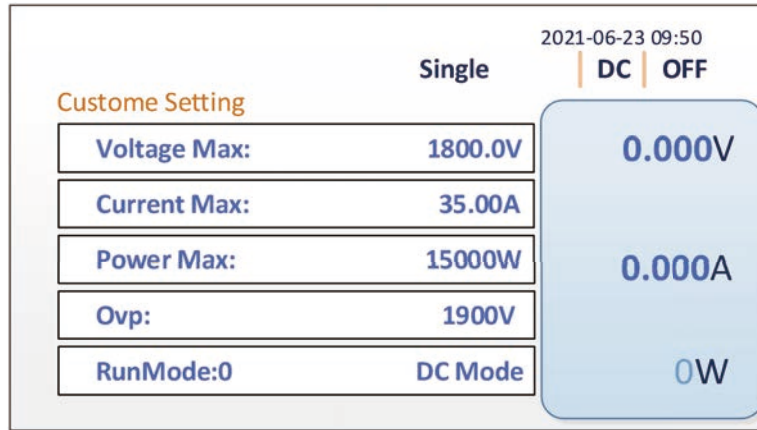 2021-06-23 09:50
Single DC OFF
Custome Setting
Voltage Max: 1800.0V
0.000V
Current Max: 35.00A
Power Max: 15000W
0.000A
Ovp: 1900V
RunMode:0 DC Mode
0W